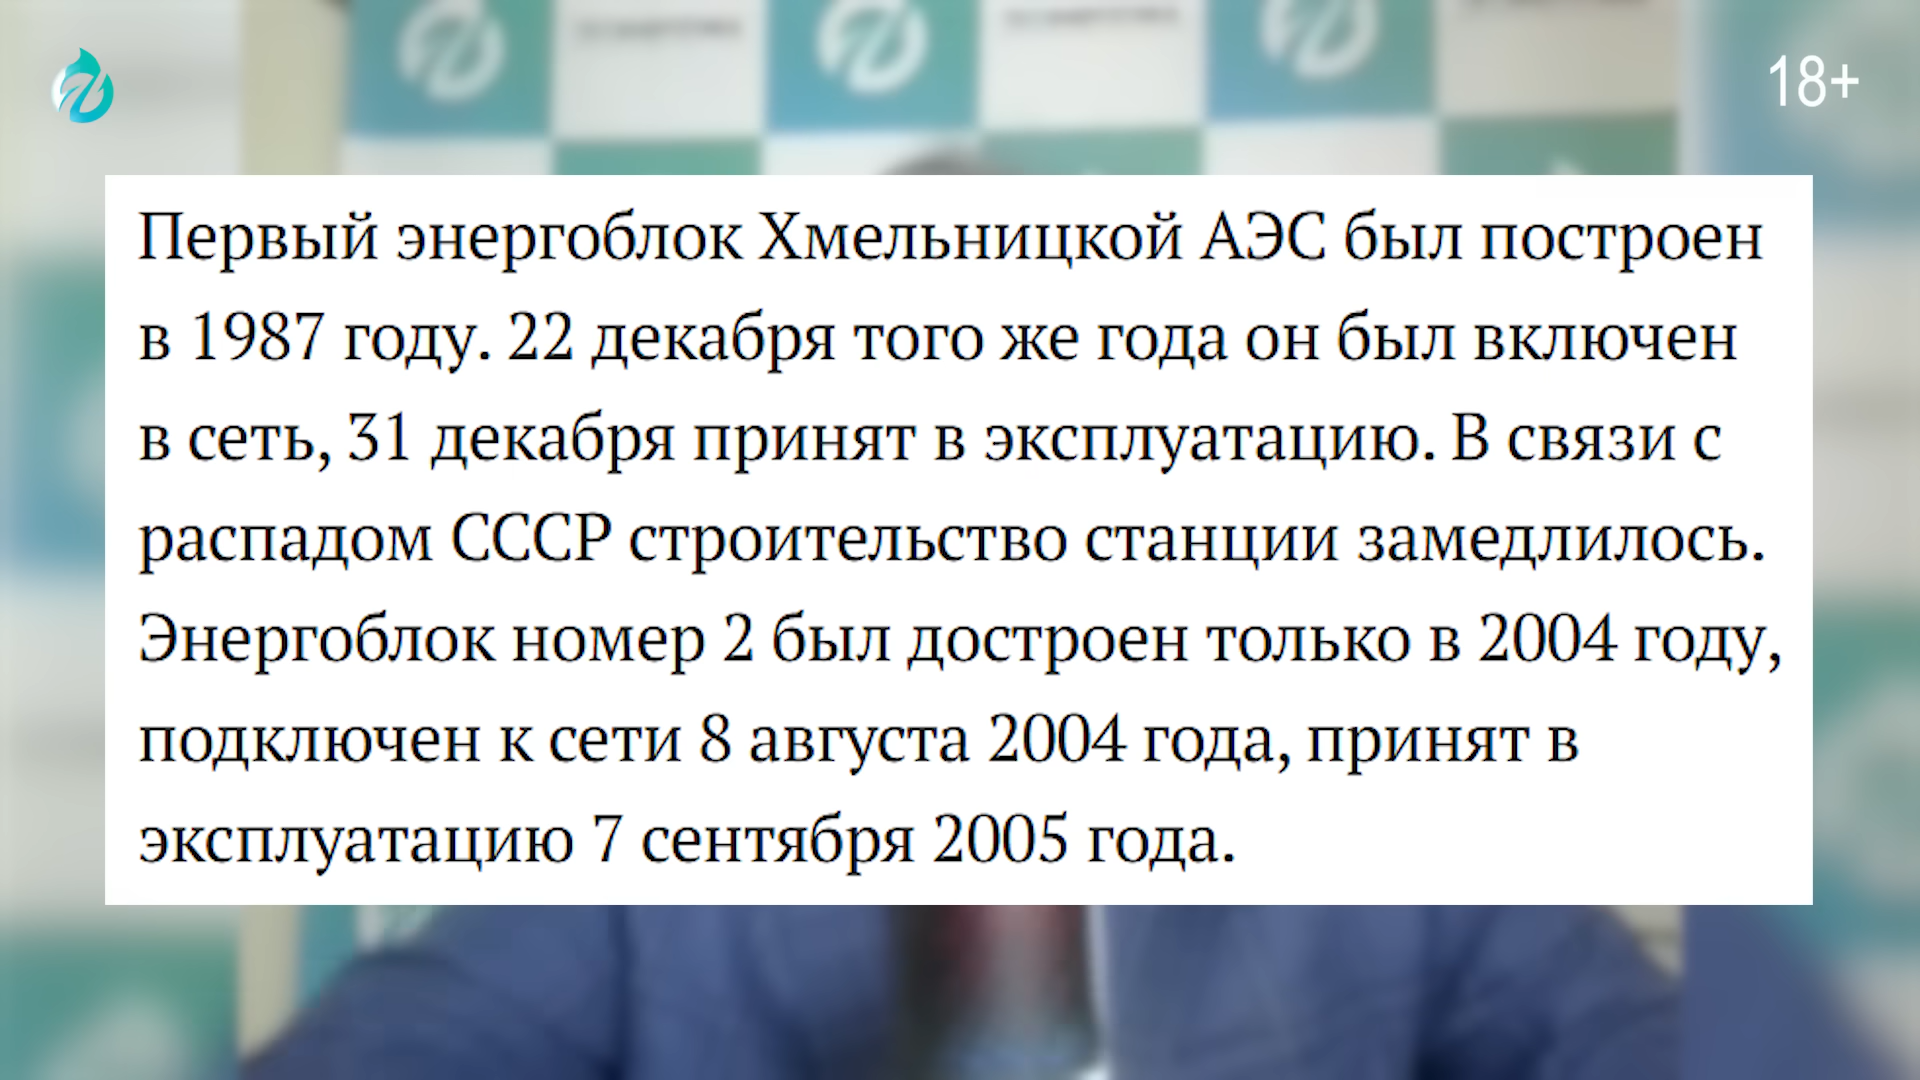 18+
Первый энергоблок Хмельницкой АЭС был построен
в 1987 году. 22 декабря того же года он был включен
в сеть, 31 декабря принят в эксплуатацию. В связи с
распадом СССР строительство станции замедлилось.
Энергоблок номер 2 был достроен только в 2004 году,
подключен к сети 8 августа 2004 года, принят в
эксплуатацию 7 сентября 2005 года.